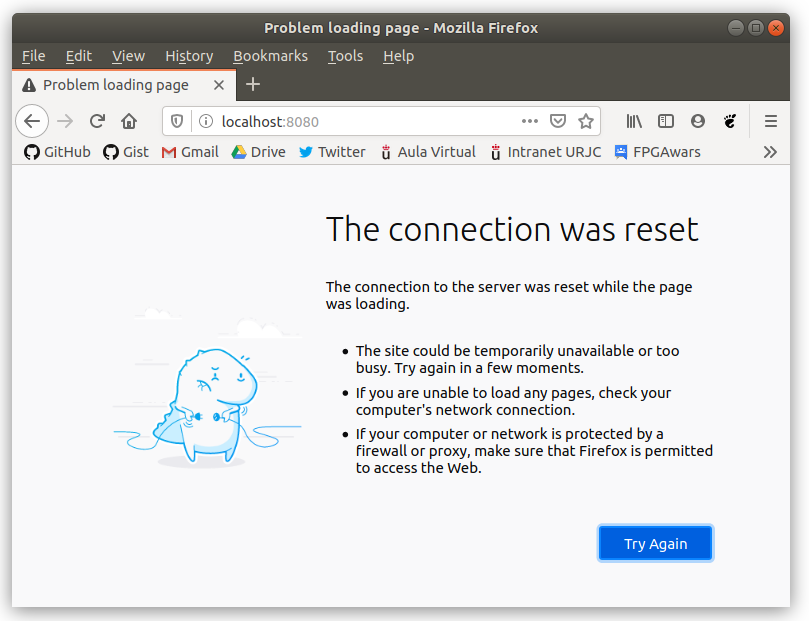 Problem loading page - Mozilla Firefox
File Edit View History Bookmarks Tools Help
Problem loading page
localhost:8080
GitHub Gist Gmail Drive Twitter Aula Virtual Intranet URJC FPGAwars
The connection was reset
The connection to the server was reset while the page
was loading.
The site could be temporarily unavailable or too
busy. Try again in a few moments.
If you are unable to load any pages, check your
computer's network connection.
If your computer or network is protected by a
firewall or proxy, make sure that Firefox is permitted
to access the Web.
Try Again